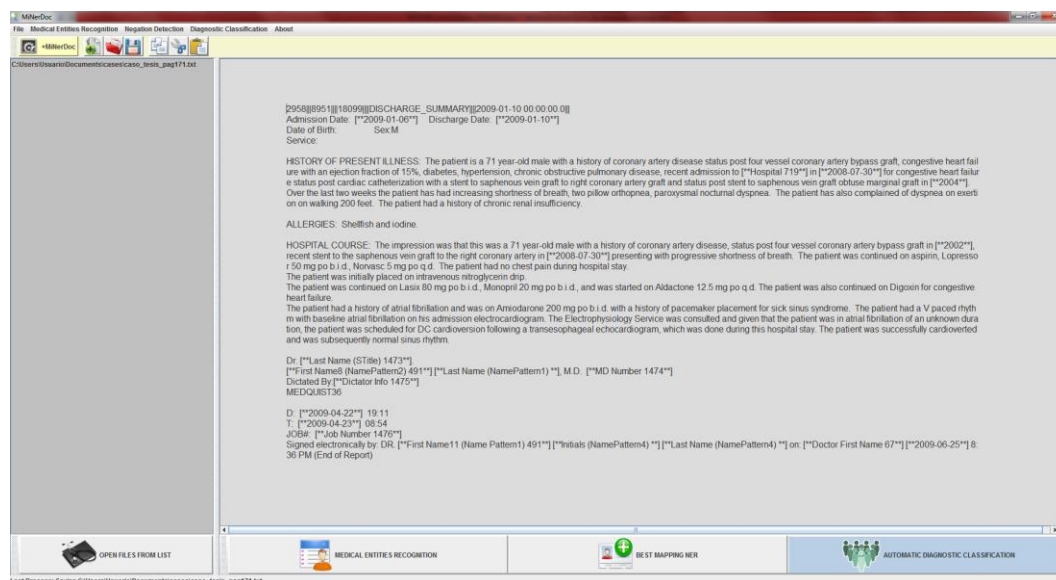 MiNerDoc
File Medical Entities Recognition Negation Detection Diagnostic Classification About
+MiNerDoc
C:\Users\Usuario\Documents\cases\caso_tesis_pag171.txt
2958||8951|||18099|||DISCHARGE_SUMMARY|||2009-01-10 00:00:00.0||
Admission Date: [**2009-01-06**] Discharge Date: [**2009-01-10**]
Date of Birth: Sex:M
Service:
HISTORY OF PRESENT ILLNESS: The patient is a 71 year-old male with a history of coronary artery disease status post four vessel coronary artery bypass graft, congestive heart fail
ure with an ejection fraction of 15%, diabetes, hypertension, chronic obstructive pulmonary disease, recent admission to [**Hospital 719**] in [**2008-07-30**] for congestive heart failur
e status post cardiac catheterization with a stent to saphenous vein graft to right coronary artery graft and status post stent to saphenous vein graft obtuse marginal graft in [**2004**].
Over the last two weeks the patient has had increasing shortness of breath, two pillow orthopnea, paroxysmal nocturnal dyspnea. The patient has also complained of dyspnea on exerti
on on walking 200 feet. The patient had a history of chronic renal insufficiency.
ALLERGIES: Shellfish and iodine.
HOSPITAL COURSE: The impression was that this was a 71 year-old male with a history of coronary artery disease, status post four vessel coronary artery bypass graft in [**2002**],
recent stent to the saphenous vein graft to the right coronary artery in [**2008-07-30**] presenting with progressive shortness of breath. The patient was continued on aspirin, Lopresso
r 50 mg po b.i.d., Norvasc 5 mg po q.d. The patient had no chest pain during hospital stay.
The patient was initially placed on intravenous nitroglycerin drip.
The patient was continued on Lasix 80 mg po b.i.d., Monopril 20 mg po b.i.d., and was started on Aldactone 12.5 mg po q.d. The patient was also continued on Digoxin for congestive
heart failure.
The patient had a history of atrial fibrillation and was on Amiodarone 200 mg po b.i.d. with a history of pacemaker placement for sick sinus syndrome. The patient had a V paced rhyth
m with baseline atrial fibrillation on his admission electrocardiogram. The Electrophysiology Service was consulted and given that the patient was in atrial fibrillation of an unknown dura
tion, the patient was scheduled for DC cardioversion following a transesophageal echocardiogram, which was done during this hospital stay. The patient was successfully cardioverted
and was subsequently normal sinus rhythm.
Dr. [**Last Name (STitle) 1473**].
[**First Name8 (NamePattern2) 491**] [**Last Name (NamePattern1) **], M.D. [**MD Number 1474**]
Dictated By:[**Dictator Info 1475**]
MEDQUIST36
D: [**2009-04-22**] 19:11
T: [**2009-04-23**] 08:54
JOB#: [**Job Number 1476**]
Signed electronically by: DR. [**First Name11 (Name Pattern1) 491**] [**Initials (NamePattern4) **] [**Last Name (NamePattern4) **] on: [**Doctor First Name 67**] [**2009-06-25**] 8:
36 PM (End of Report)
OPEN FILES FROM LIST
MEDICAL ENTITIES RECOGNITION
BEST MAPPING NER
AUTOMATIC DIAGNOSTIC CLASSIFICATION